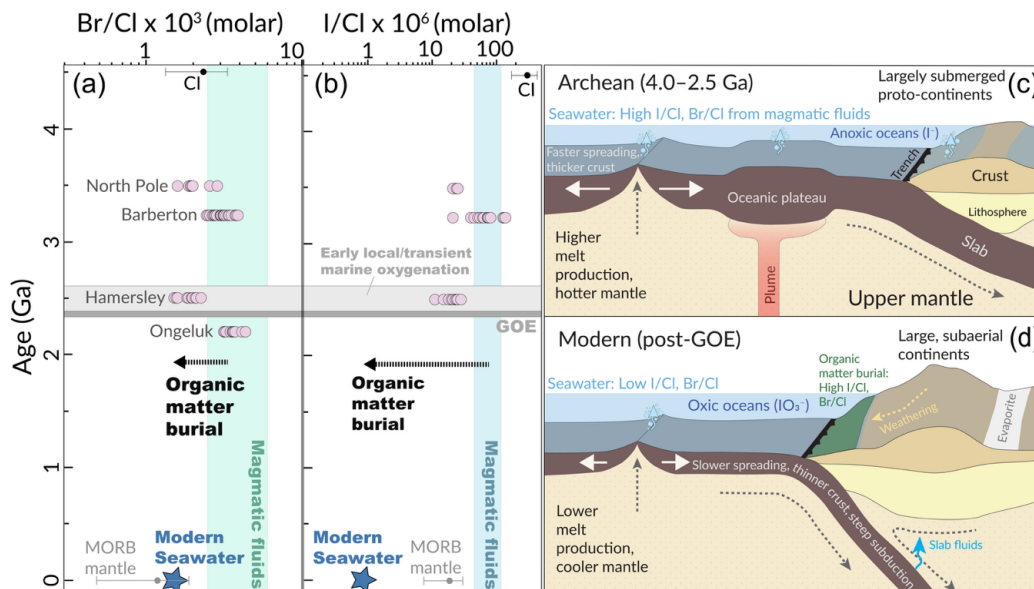 Br/Cl x 10³ (molar)
1
10
I/Cl x 10⁶ (molar)
1
10
100
(a)
CI
(b)
CI
Age (Ga)
4
3
2
1
0
North Pole
Barberton
Hamersley
Ongeluk
Early local/transient
marine oxygenation
GOE
Organic
matter
burial
Organic
matter
burial
Magmatic fluids
Magmatic fluids
MORB
mantle
Modern
Seawater
Modern
Seawater
MORB
mantle
Archean (4.0–2.5 Ga)
Largely submerged
proto-continents
(c)
Seawater: High I/Cl, Br/Cl from magmatic fluids
Anoxic oceans (I⁻)
Faster spreading,
thicker crust
Trench
Crust
Oceanic plateau
Lithosphere
Slab
Higher
melt
production,
hotter mantle
Plume
Upper mantle
Modern (post-GOE)
Large, subaerial
continents
(d)
Organic
matter burial:
High I/Cl,
Br/Cl
Seawater: Low I/Cl, Br/Cl
Oxic oceans (IO₃⁻)
Weathering
Evaporite
Slower spreading, thinner crust, steep subduction
Lower
melt
production,
cooler mantle
Slab fluids